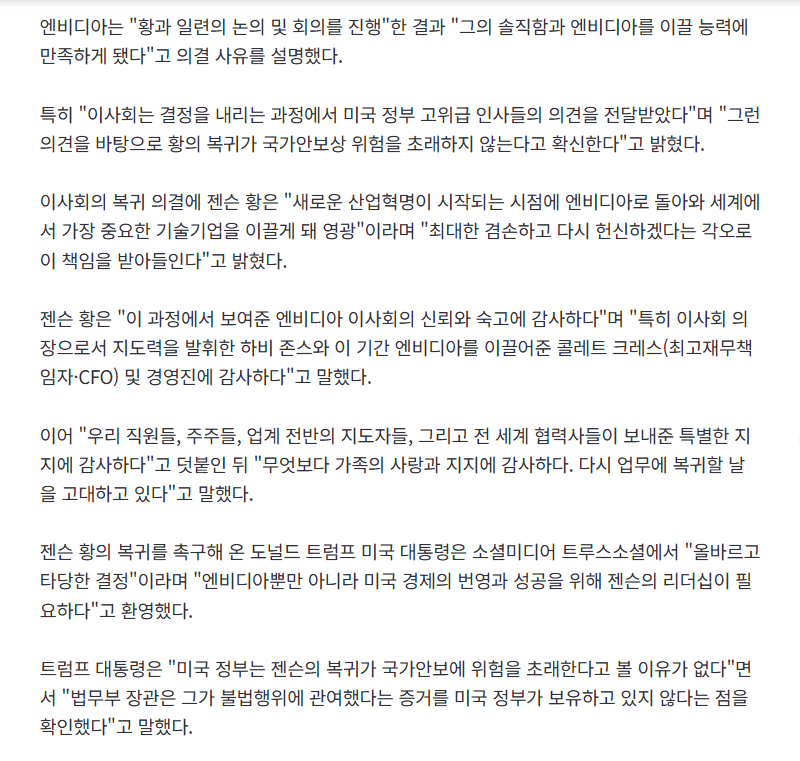 엔비디아는 "황과 일련의 논의 및 회의를 진행"한 결과 "그의 솔직함과 엔비디아를 이끌 능력에
만족하게 됐다"고 의결 사유를 설명했다.
특히 "이사회는 결정을 내리는 과정에서 미국 정부 고위급 인사들의 의견을 전달받았다"며 "그런
의견을 바탕으로 황의 복귀가 국가안보상 위험을 초래하지 않는다고 확신한다"고 밝혔다.
이사회의 복귀 의결에 젠슨 황은 "새로운 산업혁명이 시작되는 시점에 엔비디아로 돌아와 세계에
서 가장 중요한 기술기업을 이끌게 돼 영광"이라며 "최대한 겸손하고 다시 헌신하겠다는 각오로
이 책임을 받아들인다"고 밝혔다.
젠슨 황은 "이 과정에서 보여준 엔비디아 이사회의 신뢰와 숙고에 감사하다"며 "특히 이사회 의
장으로서 지도력을 발휘한 하비 존스와 이 기간 엔비디아를 이끌어준 콜레트 크레스(최고재무책
임자·CFO) 및 경영진에 감사하다"고 말했다.
이어 "우리 직원들, 주주들, 업계 전반의 지도자들, 그리고 전 세계 협력사들이 보내준 특별한 지
지에 감사하다"고 덧붙인 뒤 "무엇보다 가족의 사랑과 지지에 감사하다. 다시 업무에 복귀할 날
을 고대하고 있다"고 말했다.
젠슨 황의 복귀를 촉구해 온 도널드 트럼프 미국 대통령은 소셜미디어 트루스소셜에서 "올바르고
타당한 결정"이라며 "엔비디아뿐만 아니라 미국 경제의 번영과 성공을 위해 젠슨의 리더십이 필
요하다"고 환영했다.
트럼프 대통령은 "미국 정부는 젠슨의 복귀가 국가안보에 위험을 초래한다고 볼 이유가 없다"면
서 "법무부 장관은 그가 불법행위에 관여했다는 증거를 미국 정부가 보유하고 있지 않다는 점을
확인했다"고 말했다.